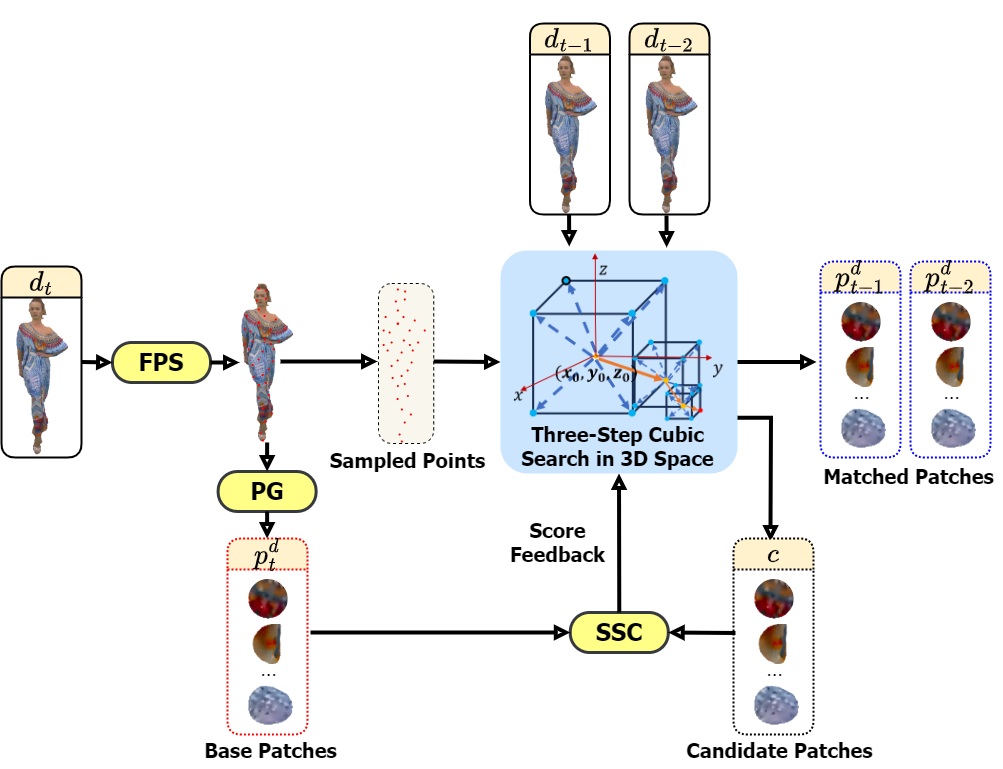 d_{t-1}
d_{t-2}
d_t
FPS
Sampled Points
z
y
x
(x_0, y_0, z_0)
Three-Step Cubic
Search in 3D Space
p^d_{t-1}
p^d_{t-2}
...
...
Matched Patches
PG
p^d_t
...
Base Patches
Score
Feedback
SSC
c
...
Candidate Patches